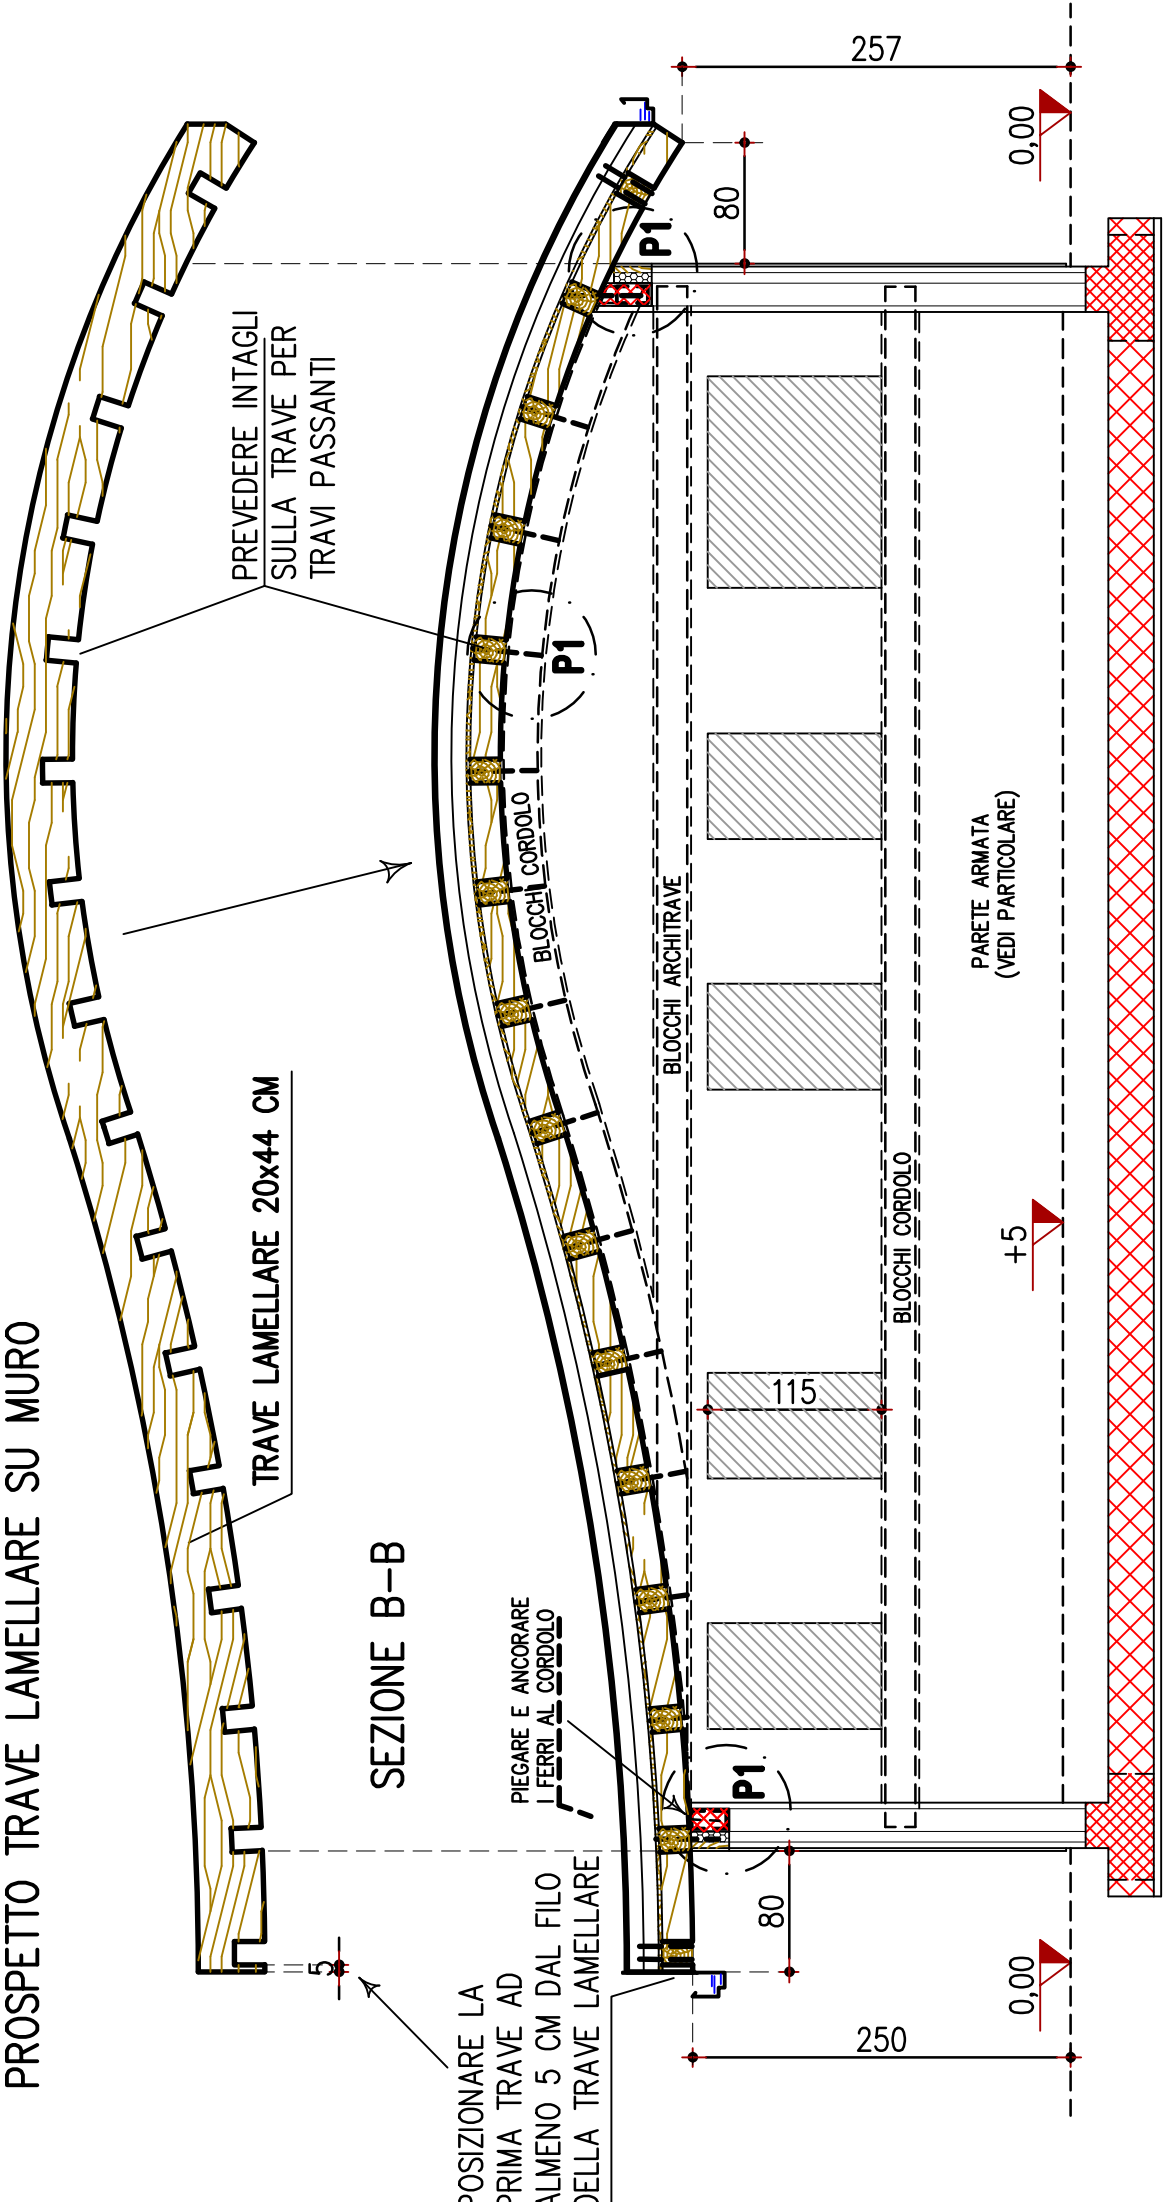 PROSPETTO TRAVE LAMELLARE SU MURO
PREVEDERE INTAGLI
SULLA TRAVE PER
TRAVI PASSANTI
TRAVE LAMELLARE 20x44 CM
5
SEZIONE B-B
POSIZIONARE LA
PRIMA TRAVE AD
ALMENO 5 CM DAL FILO
DELLA TRAVE LAMELLARE
PIEGARE E ANCORARE
I FERRI AL CORDOLO
BLOCCHI CORDOLO
P1
P1
P1
BLOCCHI ARCHITRAVE
80
80
115
257
250
BLOCCHI CORDOLO
PARETE ARMATA
(VEDI PARTICOLARE)
+5
0,00
0,00